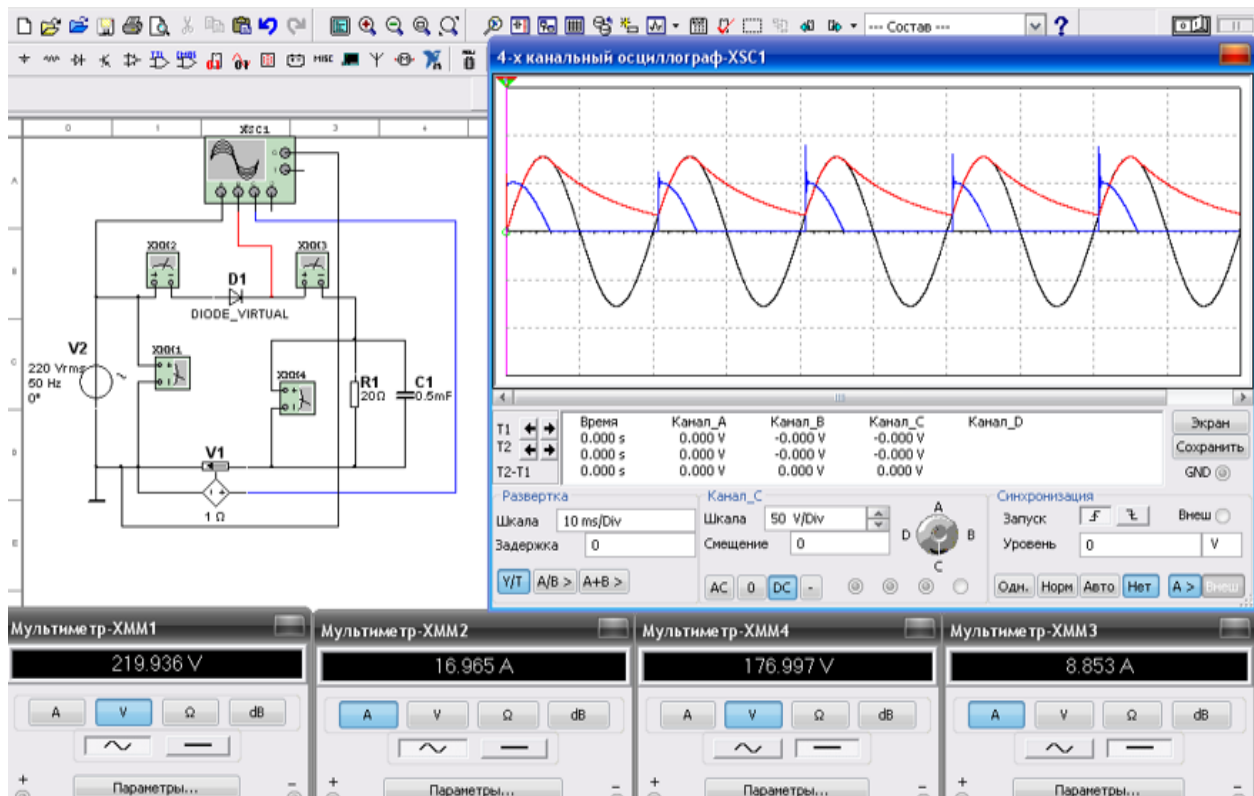 --- Состав ---
?
MISC
4-х канальный осциллограф-XSC1
0
1
XSC1
3
4
A
B
C
D
E
XMM2
XMM3
D1
DIODE_VIRTUAL
V2
220 Vrms
50 Hz
0°
XMM1
XMM4
R1
20Ω
C1
0.5mF
V1
1 Ω
T1
T2
T2-T1
Время Канал_A Канал_B Канал_C Канал_D
0.000 s 0.000 V -0.000 V -0.000 V
0.000 s 0.000 V -0.000 V -0.000 V
0.000 s 0.000 V 0.000 V 0.000 V
Экран
Сохранить
GND
Развертка
Шкала 10 ms/Div
Задержка 0
Y/T A/B > A+B >
Канал_C
Шкала 50 V/Div
Смещение 0
AC 0 DC -
A
D B
C
Синхронизация
Запуск Внеш
Уровень 0 V
Одн. Норм Авто Нет A > Внеш
Мультиметр-XMM1
219.936 V
A V Ω dB
+ Параметры... -
Мультиметр-XMM2
16.965 A
A V Ω dB
+ Параметры... -
Мультиметр-XMM4
176.997 V
A V Ω dB
+ Параметры... -
Мультиметр-XMM3
8.853 A
A V Ω dB
+ Параметры... -